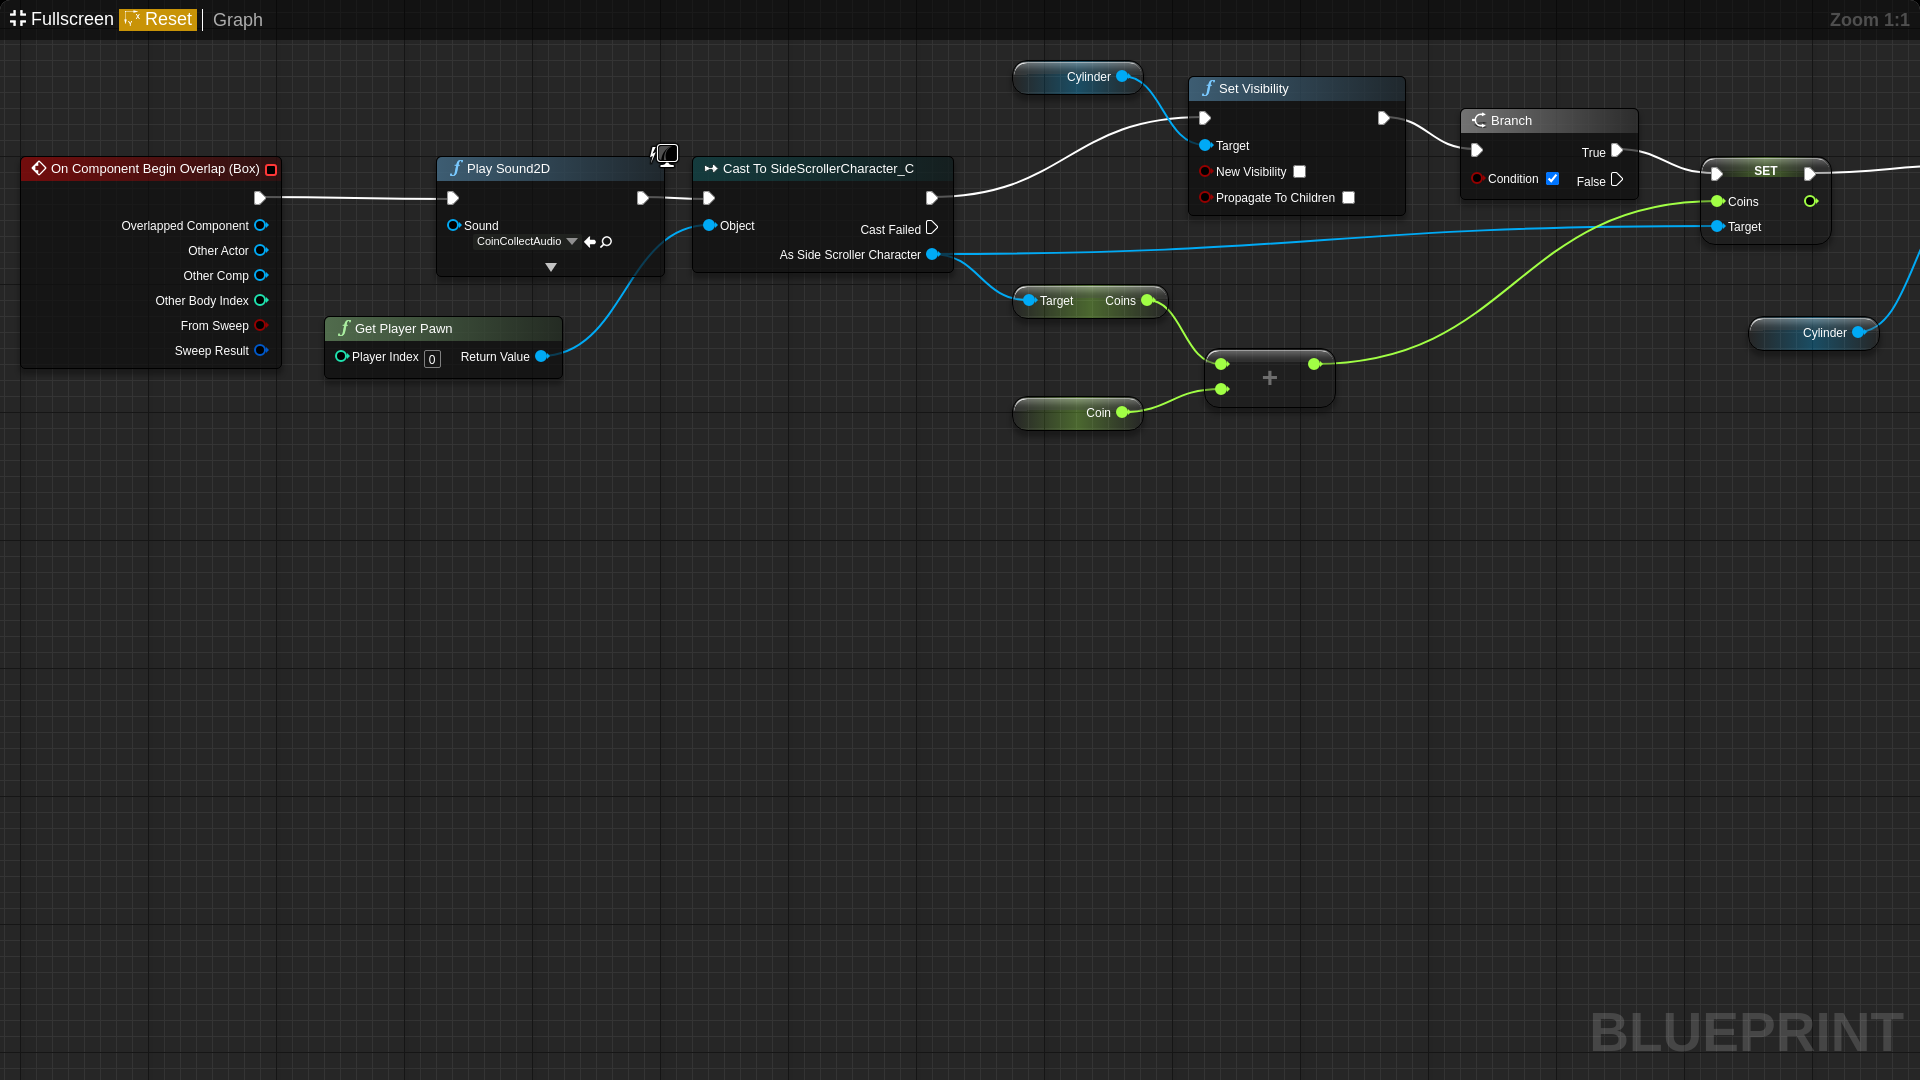 Fullscreen Reset Graph
Zoom 1:1
On Component Begin Overlap (Box)
Overlapped Component
Other Actor
Other Comp
Other Body Index
From Sweep
Sweep Result
Play Sound2D
Sound
CoinCollectAudio
Get Player Pawn
Player Index 0 Return Value
Cast To SideScrollerCharacter_C
Object
Cast Failed
As Side Scroller Character
Cylinder
Set Visibility
Target
New Visibility
Propagate To Children
Branch
True
Condition
False
SET
Coins
Target
Target Coins
+
Coin
Cylinder
BLUEPRINT